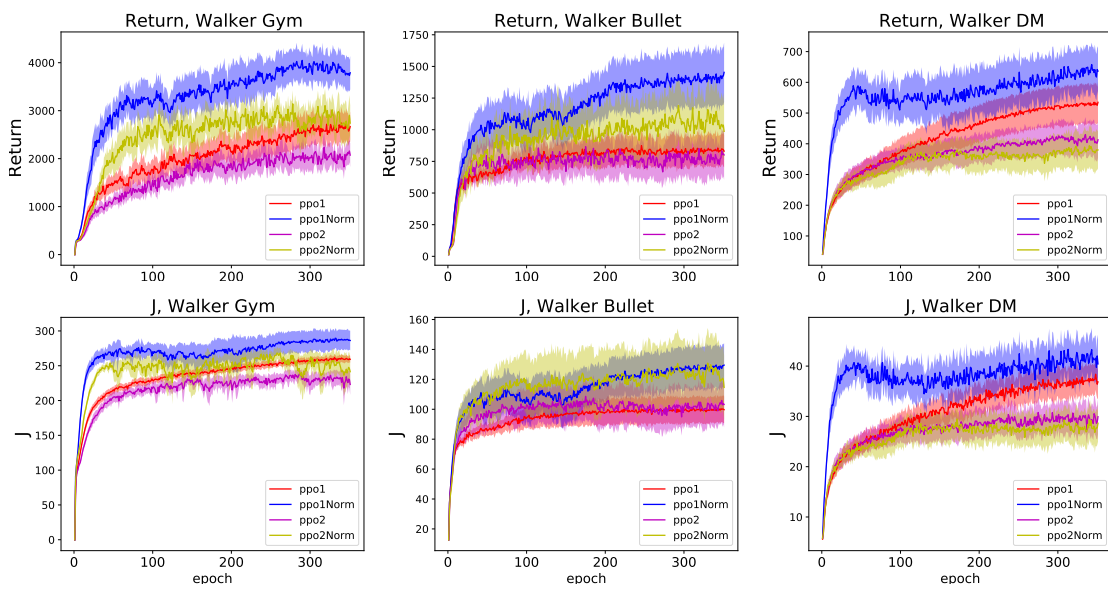 Return, Walker Gym
Return
4000
3000
2000
1000
0
0 100 200 300
ppo1
ppo1Norm
ppo2
ppo2Norm
Return, Walker Bullet
Return
1750
1500
1250
1000
750
500
250
0
0 100 200 300
ppo1
ppo1Norm
ppo2
ppo2Norm
Return, Walker DM
Return
700
600
500
400
300
200
100
0 100 200 300
ppo1
ppo1Norm
ppo2
ppo2Norm
J, Walker Gym
J
300
250
200
150
100
50
0
0 100 200 300
epoch
ppo1
ppo1Norm
ppo2
ppo2Norm
J, Walker Bullet
J
160
140
120
100
80
60
40
20
0 100 200 300
epoch
ppo1
ppo1Norm
ppo2
ppo2Norm
J, Walker DM
J
40
30
20
10
0 100 200 300
epoch
ppo1
ppo1Norm
ppo2
ppo2Norm